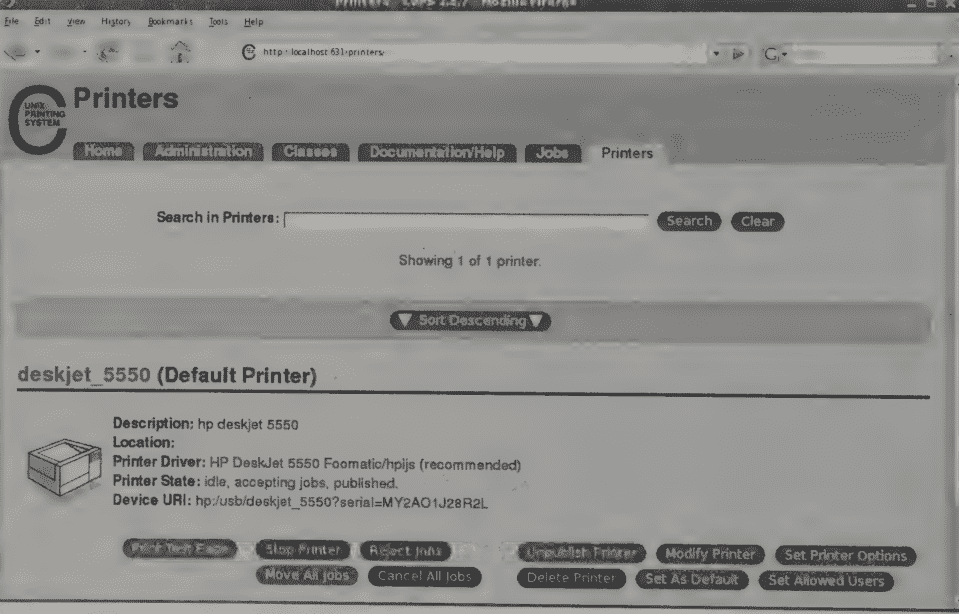 Printers
File Edit View History Bookmarks Tools Help
http://localhost:631/printers/
UNIX
PRINTING
SYSTEM
Printers
Home Administration Classes Documentation/Help Jobs Printers
Search in Printers: Search Clear
Showing 1 of 1 printer.
▼ Sort Descending ▼
deskjet_5550 (Default Printer)
Description: hp deskjet 5550
Location:
Printer Driver: HP DeskJet 5550 Foomatic/hpijs (recommended)
Printer State: idle, accepting jobs, published.
Device URI: hp:/usb/deskjet_5550?serial=MY2AO1J28R2L
Print Test Page Stop Printer Reject Jobs Unpublish Printer Modify Printer Set Printer Options
Move All Jobs Cancel All Jobs Delete Printer Set As Default Set Allowed Users